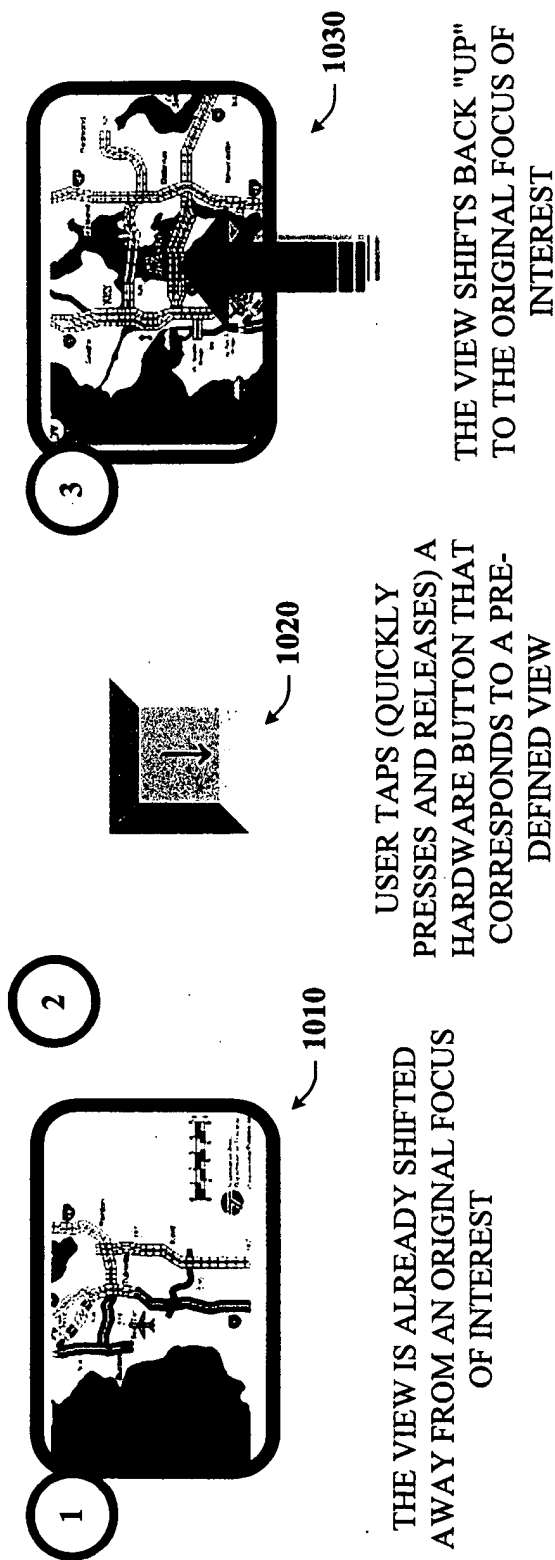 1
1010
THE VIEW IS ALREADY SHIFTED
AWAY FROM AN ORIGINAL FOCUS
OF INTEREST
2
1020
USER TAPS (QUICKLY
PRESSES AND RELEASES) A
HARDWARE BUTTON THAT
CORRESPONDS TO A PRE-
DEFINED VIEW
3
1030
THE VIEW SHIFTS BACK "UP"
TO THE ORIGINAL FOCUS OF
INTEREST